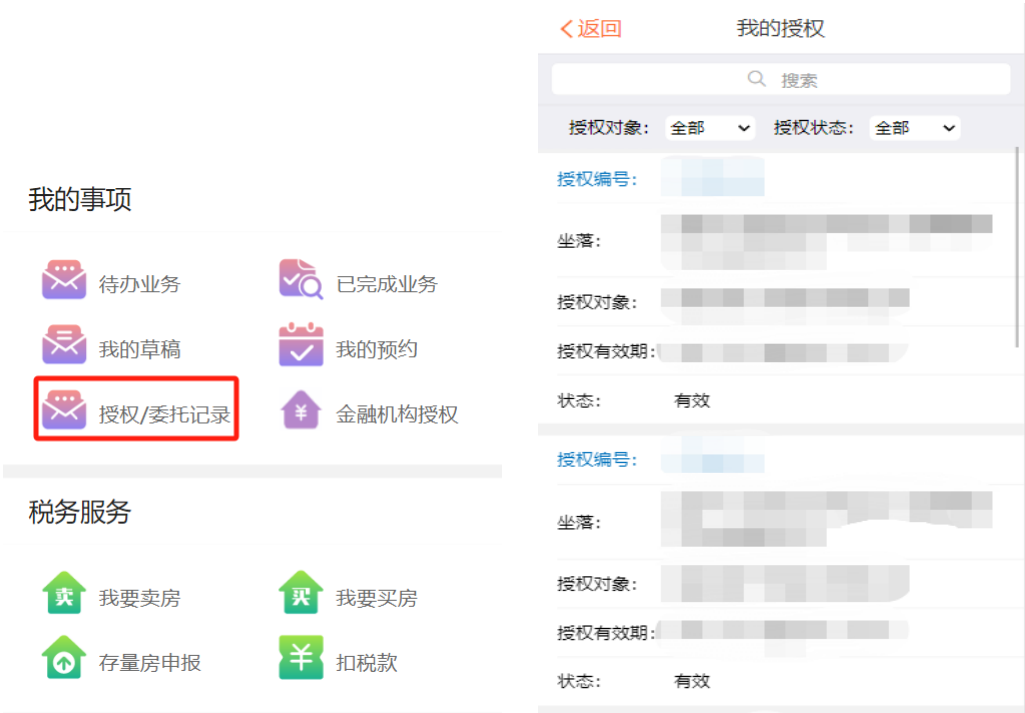 我的事项
待办业务
已完成业务
我的草稿
我的预约
授权/委托记录
金融机构授权
税务服务
卖
我要卖房
买
我要买房
存量房申报
扣税款
返回
我的授权
搜索
授权对象： 全部 授权状态： 全部
授权编号：
坐落：
授权对象：
授权有效期：
状态： 有效
授权编号：
坐落：
授权对象：
授权有效期：
状态： 有效